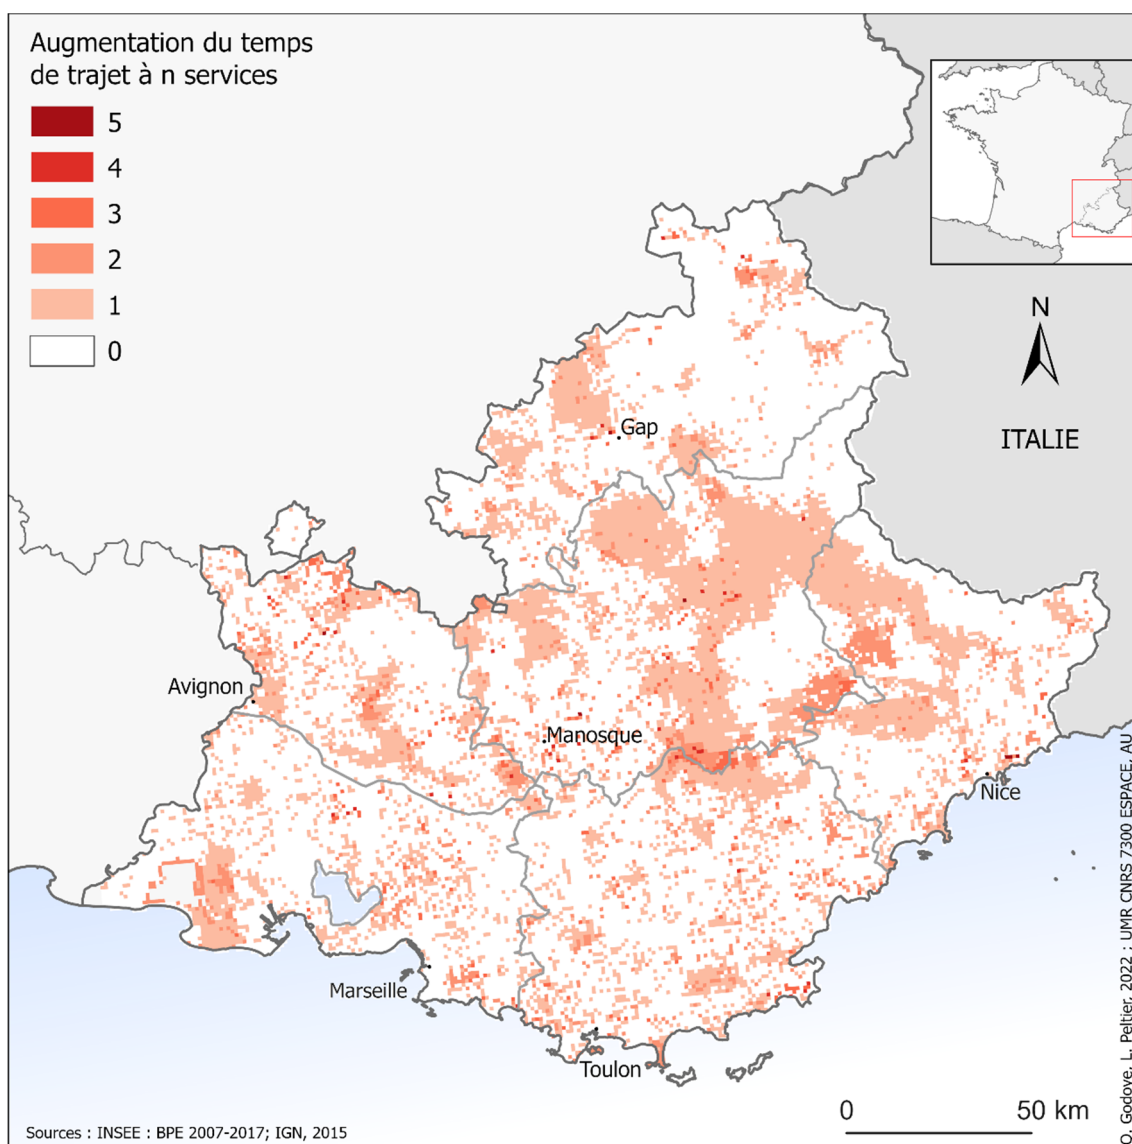 Augmentation du temps
de trajet à n services
5
4
3
2
1
0
N
ITALIE
Gap
Avignon
Manosque
Nice
Marseille
Toulon
0 50 km
Sources : INSEE : BPE 2007-2017; IGN, 2015
O. Godoye, L. Peltier, 2022 : UMR CNRS 7300 ESPACE, AU